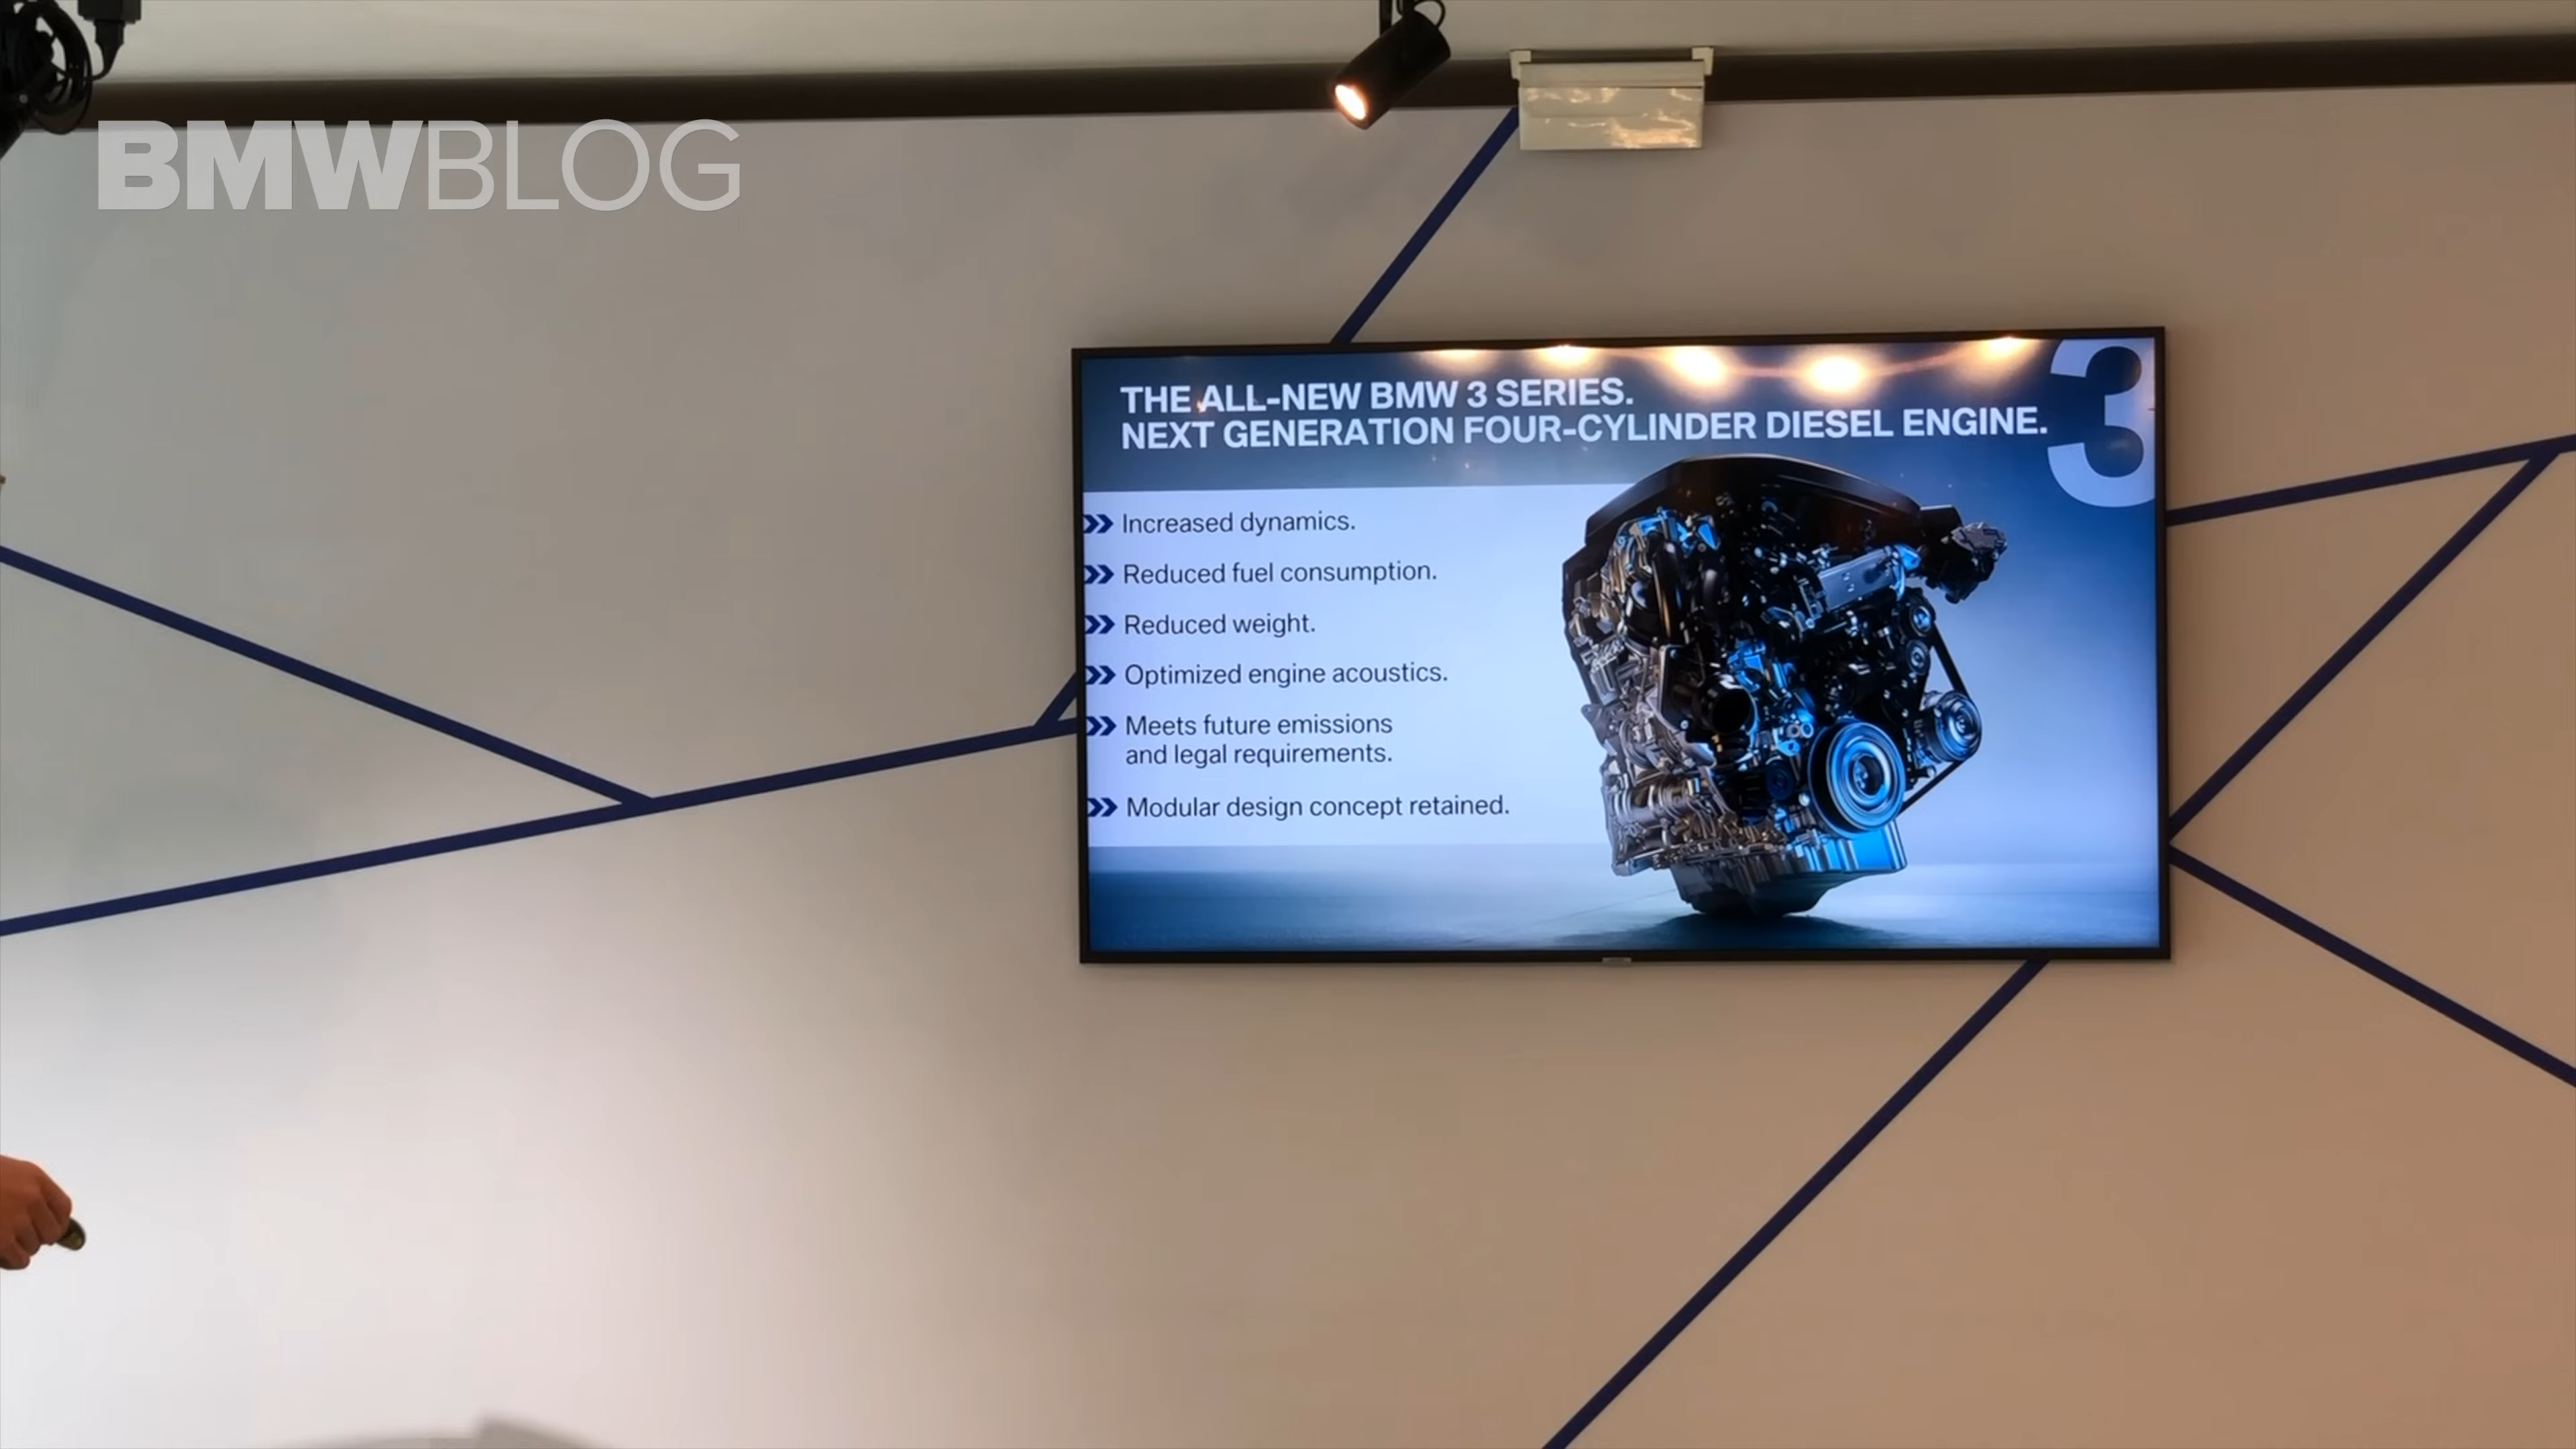 BMWBLOG
THE ALL-NEW BMW 3 SERIES.
NEXT GENERATION FOUR-CYLINDER DIESEL ENGINE.
3
Increased dynamics.
Reduced fuel consumption.
Reduced weight.
Optimized engine acoustics.
Meets future emissions
and legal requirements.
Modular design concept retained.